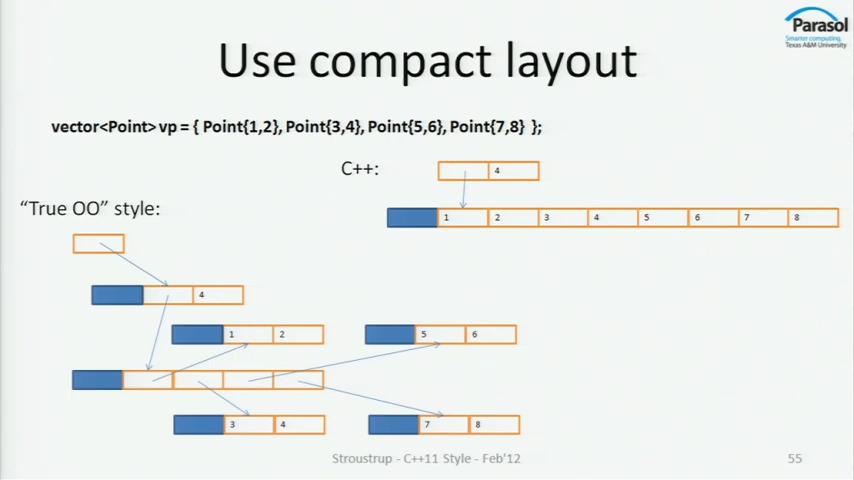 Parasol
Smarter computing.
Texas A&M University
Use compact layout
vector<Point> vp = { Point{1,2}, Point{3,4}, Point{5,6}, Point{7,8} };
C++:
4
1 2 3 4 5 6 7 8
"True OO" style:
4
1 2
5 6
3 4
7 8
Stroustrup - C++11 Style - Feb'12
55